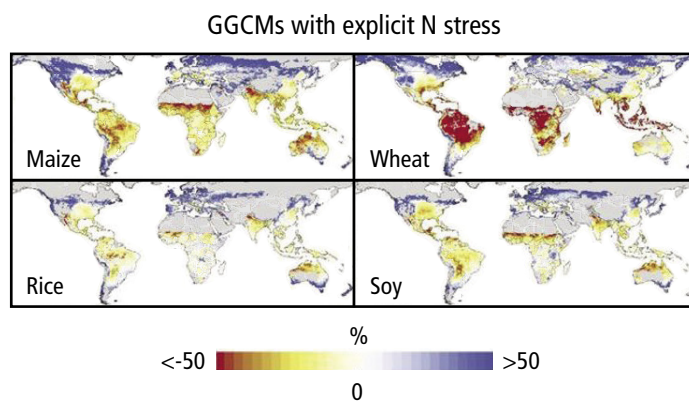 GGCMs with explicit N stress
Maize
Wheat
Rice
Soy
%
<-50 >50
0